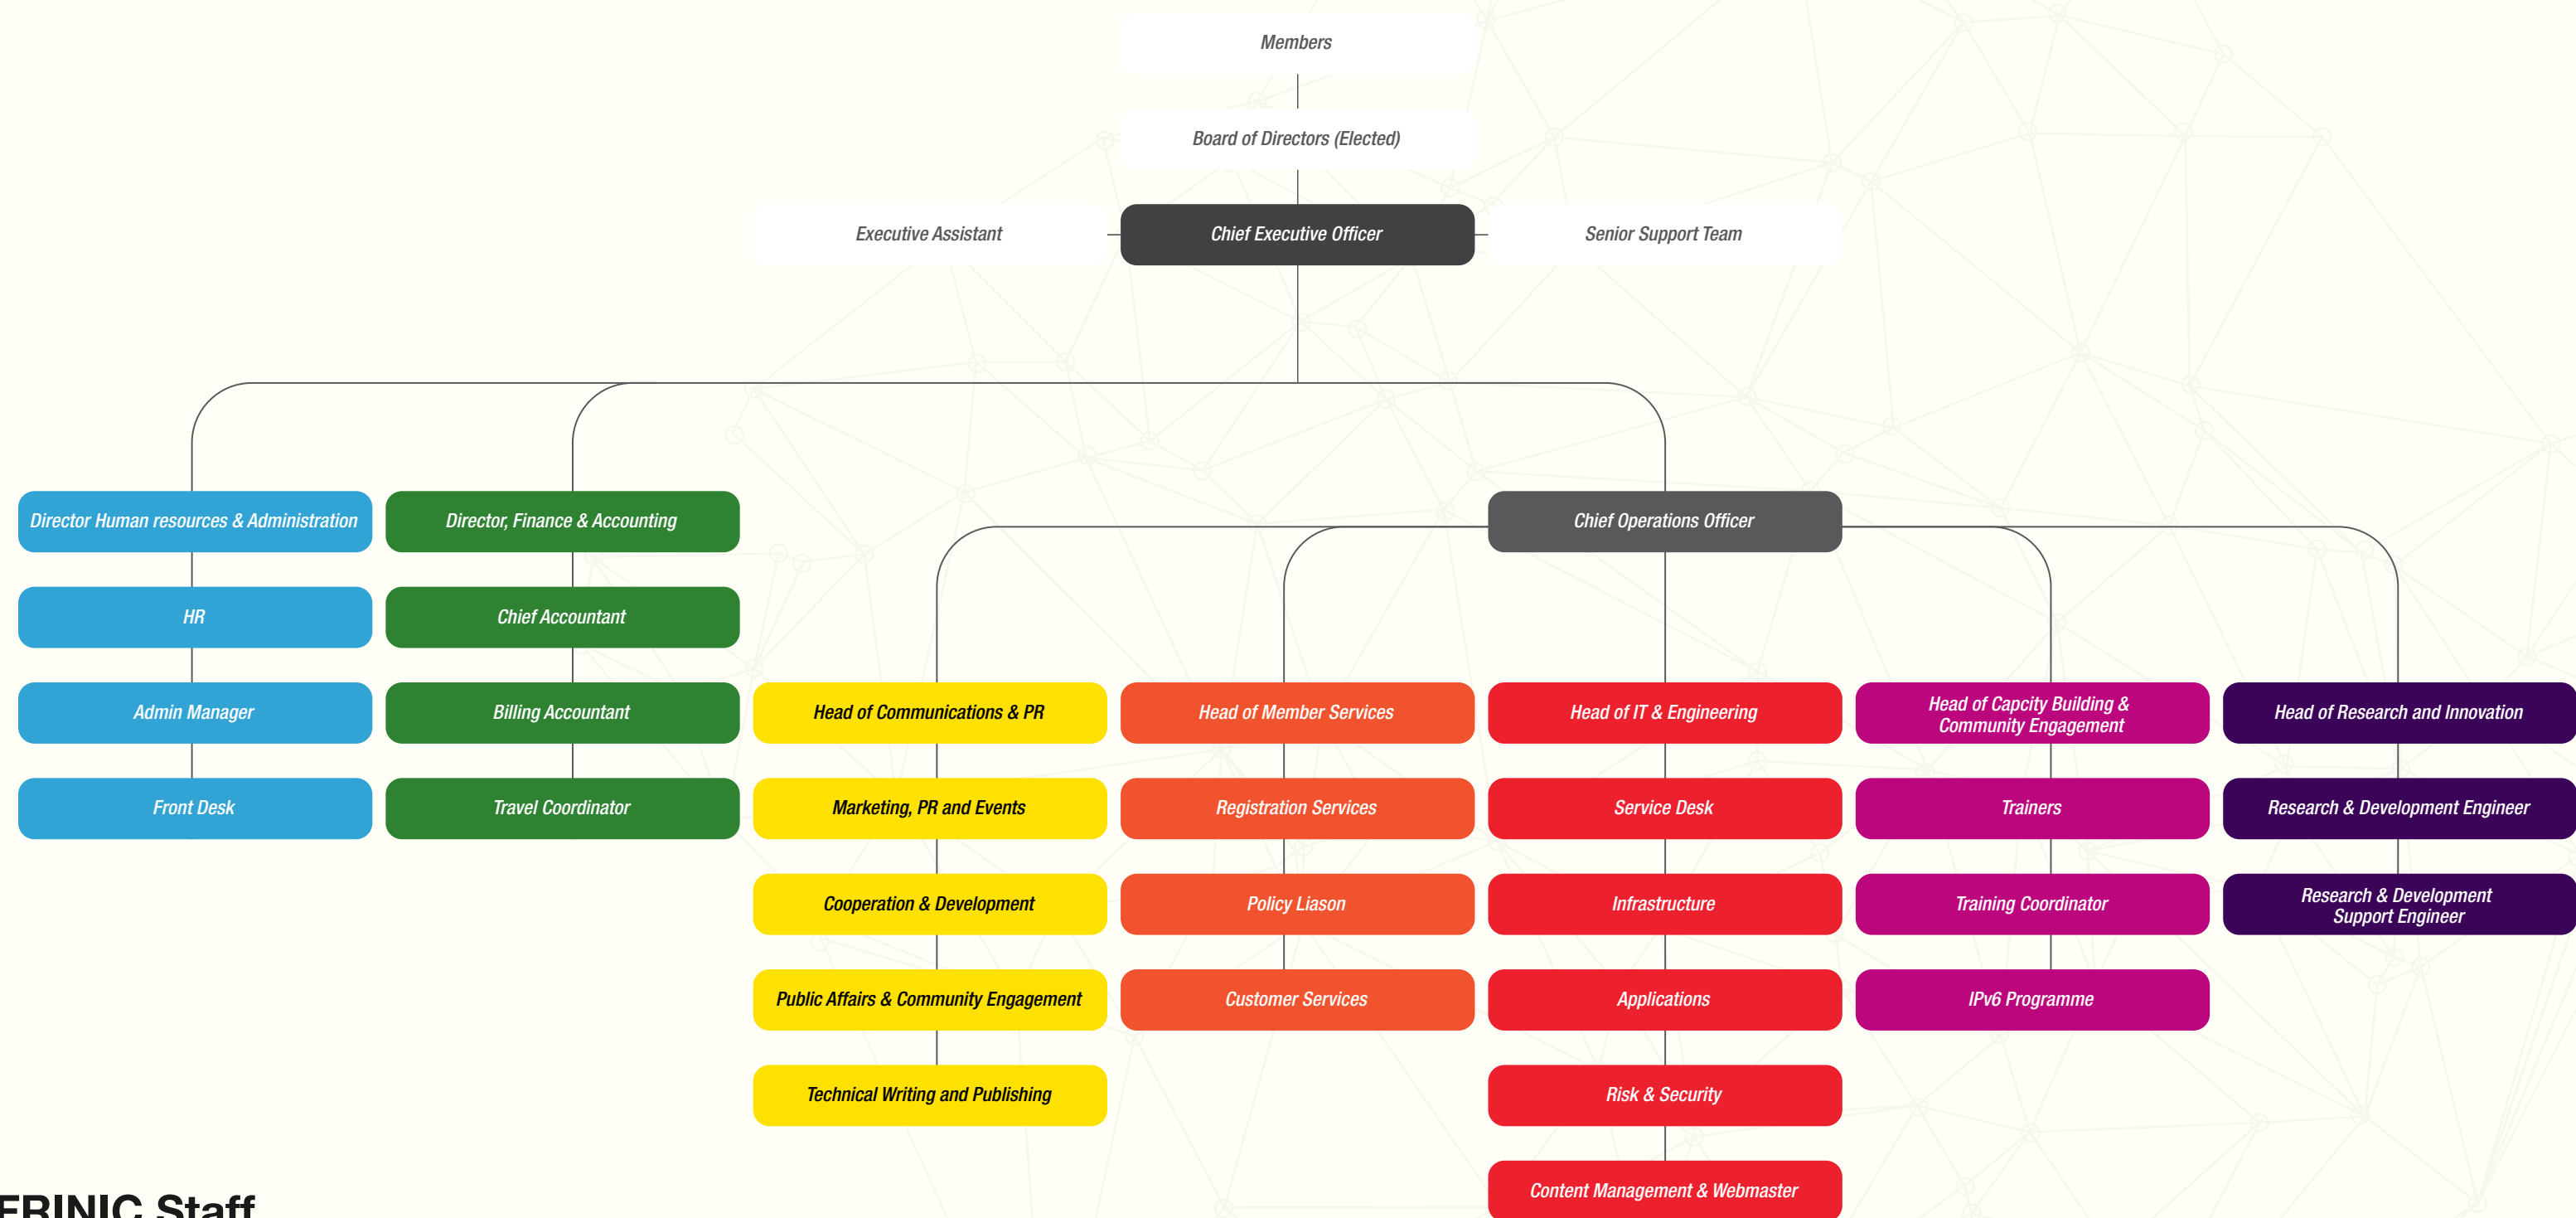 Members
Board of Directors (Elected)
Executive Assistant
Chief Executive Officer
Senior Support Team
Director Human resources & Administration
Director, Finance & Accounting
Chief Operations Officer
HR
Chief Accountant
Admin Manager
Billing Accountant
Head of Communications & PR
Head of Member Services
Head of IT & Engineering
Head of Capcity Building &
Community Engagement
Head of Research and Innovation
Front Desk
Travel Coordinator
Marketing, PR and Events
Registration Services
Service Desk
Trainers
Research & Development Engineer
Cooperation & Development
Policy Liason
Infrastructure
Training Coordinator
Research & Development
Support Engineer
Public Affairs & Community Engagement
Customer Services
Applications
IPv6 Programme
Technical Writing and Publishing
Risk & Security
Content Management & Webmaster
FRINIC Staff